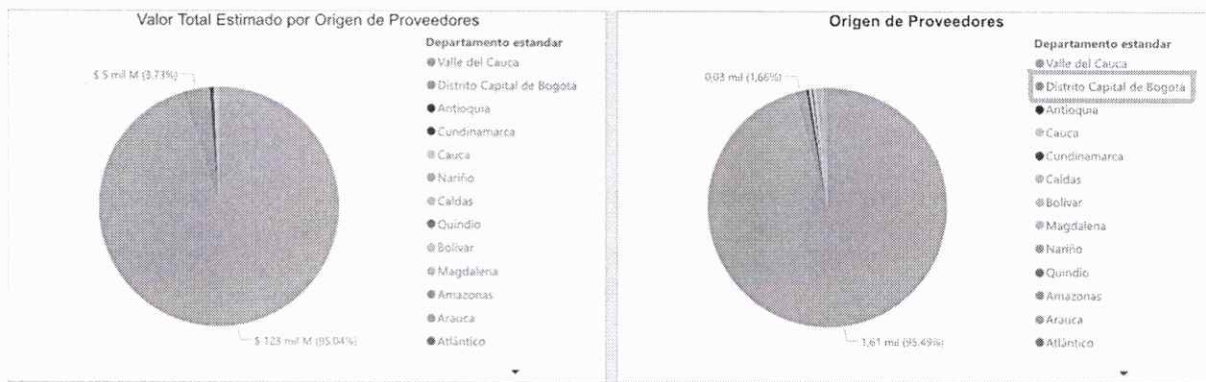 Valor Total Estimado por Origen de Proveedores
$ 5 mil M (3,73%)
$ 123 mil M (95,04%)
Departamento estandar
Valle del Cauca
Distrito Capital de Bogotá
Antioquia
Cundinamarca
Cauca
Nariño
Caldas
Quindio
Bolívar
Magdalena
Amazonas
Arauca
Atlántico
Origen de Proveedores
0,03 mil (1,66%)
1,61 mil (95,49%)
Departamento estandar
Valle del Cauca
Distrito Capital de Bogotá
Antioquia
Cauca
Cundinamarca
Caldas
Bolívar
Magdalena
Nariño
Quindio
Amazonas
Arauca
Atlántico